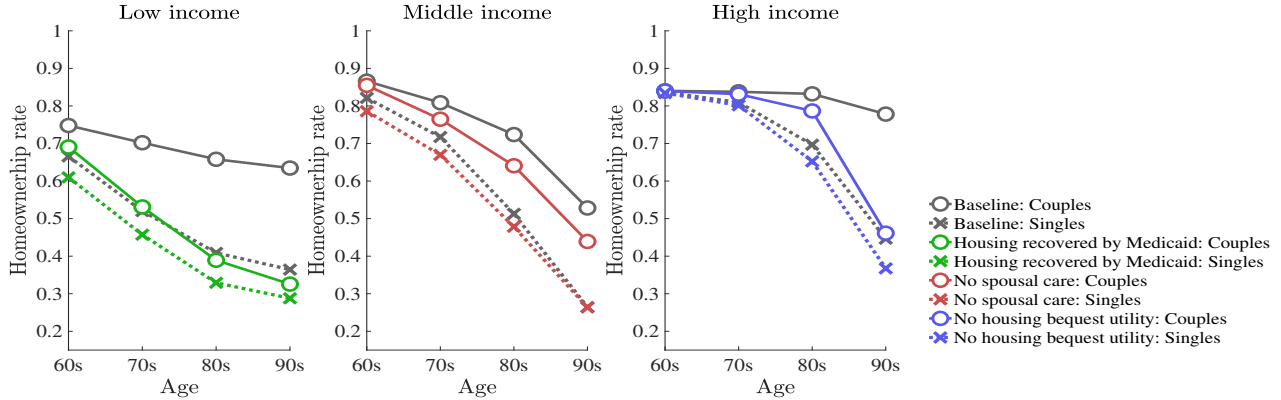 Low income
Homeownerhip rate
1
0.9
0.8
0.7
0.6
0.5
0.4
0.3
0.2
60s 70s 80s 90s
Age
Middle income
Homeownerhip rate
1
0.9
0.8
0.7
0.6
0.5
0.4
0.3
0.2
60s 70s 80s 90s
Age
High income
Homeownerhip rate
1
0.9
0.8
0.7
0.6
0.5
0.4
0.3
0.2
60s 70s 80s 90s
Age
Baseline: Couples
Baseline: Singles
Housing recovered by Medicaid: Couples
Housing recovered by Medicaid: Singles
No spousal care: Couples
No spousal care: Singles
No housing bequest utility: Couples
No housing bequest utility: Singles